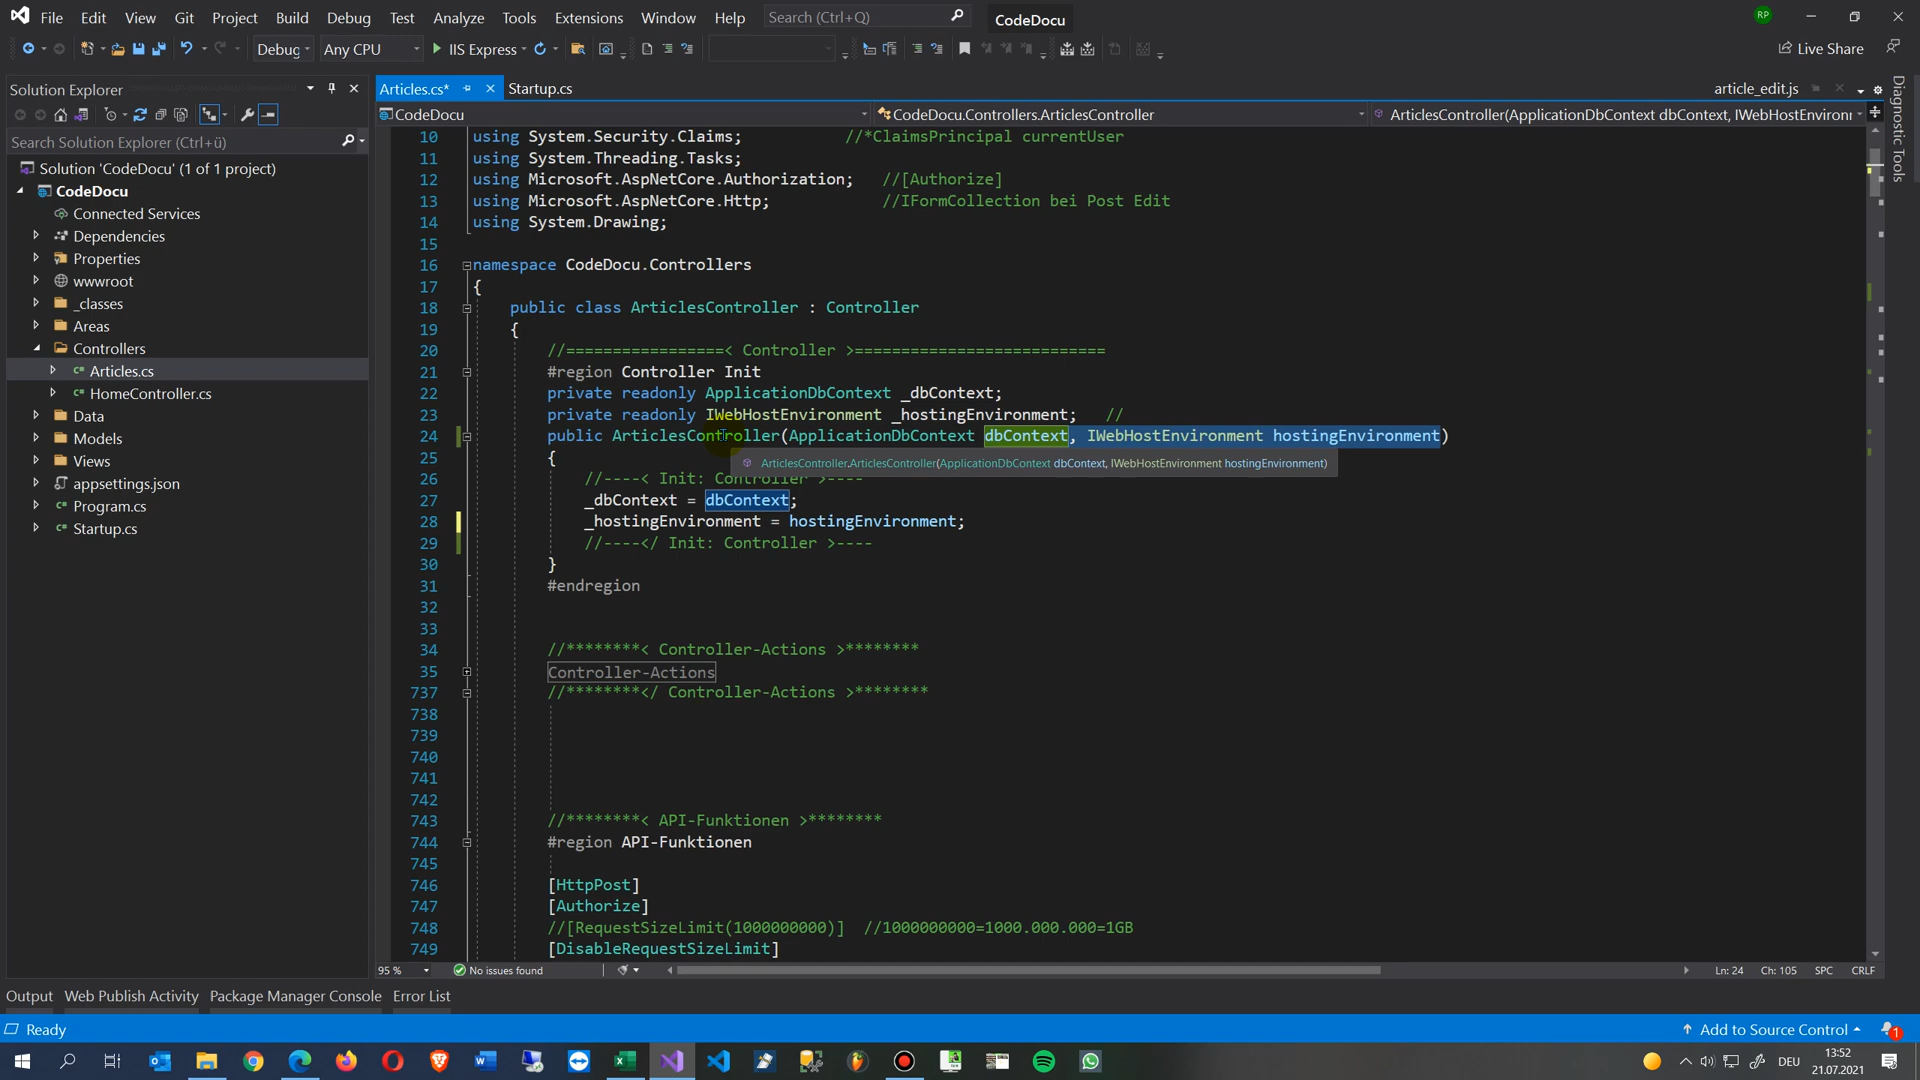 File Edit View Git Project Build Debug Test Analyze Tools Extensions Window Help Search (Ctrl+Q) CodeDocu RP
Debug Any CPU IIS Express Live Share
Solution Explorer
Search Solution Explorer (Ctrl+ü)
Solution 'CodeDocu' (1 of 1 project)
CodeDocu
Connected Services
Dependencies
Properties
wwwroot
_classes
Areas
Controllers
Articles.cs
HomeController.cs
Data
Models
Views
appsettings.json
Program.cs
Startup.cs
Articles.cs* Startup.cs article_edit.js
CodeDocu CodeDocu.Controllers.ArticlesController ArticlesController(ApplicationDbContext dbContext, IWebHostEnvironm
10 using System.Security.Claims; //*ClaimsPrincipal currentUser
11 using System.Threading.Tasks;
12 using Microsoft.AspNetCore.Authorization; //[Authorize]
13 using Microsoft.AspNetCore.Http; //IFormCollection bei Post Edit
14 using System.Drawing;
15
16 namespace CodeDocu.Controllers
17 {
18 public class ArticlesController : Controller
19 {
20 //=================< Controller >===========================
21 #region Controller Init
22 private readonly ApplicationDbContext _dbContext;
23 private readonly IWebHostEnvironment _hostingEnvironment; //
24 public ArticlesController(ApplicationDbContext dbContext, IWebHostEnvironment hostingEnvironment)
25 {
ArticlesController.ArticlesController(ApplicationDbContext dbContext, IWebHostEnvironment hostingEnvironment)
26 //----< Init: Controller >----
27 _dbContext = dbContext;
28 _hostingEnvironment = hostingEnvironment;
29 //----</ Init: Controller >----
30 }
31 #endregion
32
33
34 //********< Controller-Actions >********
35 Controller-Actions
737 //********</ Controller-Actions >********
738
739
740
741
742
743 //********< API-Funktionen >********
744 #region API-Funktionen
745
746 [HttpPost]
747 [Authorize]
748 //[RequestSizeLimit(1000000000)] //1000000000=1000.000.000=1GB
749 [DisableRequestSizeLimit]
95 % No issues found Ln: 24 Ch: 105 SPC CRLF
Diagnostic Tools
Output Web Publish Activity Package Manager Console Error List
Ready Add to Source Control 1
DEU 13:52
21.07.2021